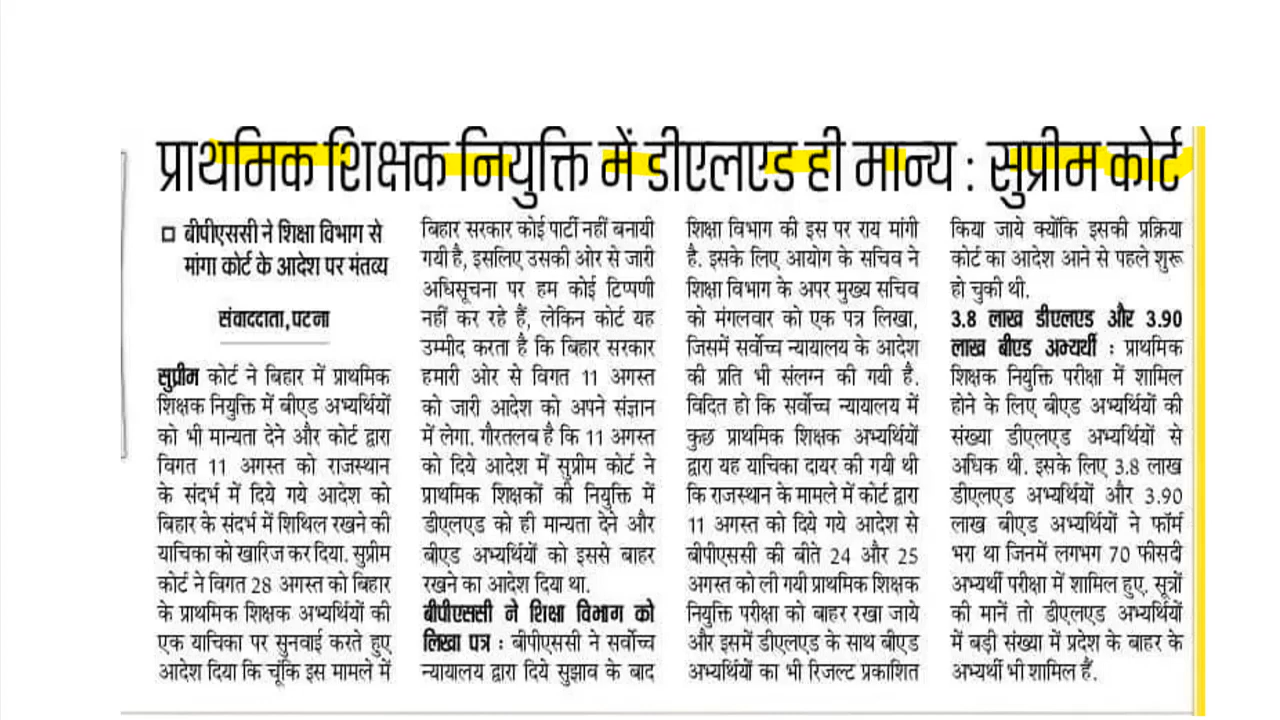 प्राथमिक शिक्षक नियुक्ति में डीएलएड ही मान्य : सुप्रीम कोर्ट
बीपीएससी ने शिक्षा विभाग से
मांगा कोर्ट के आदेश पर मंतव्य
संवाददाता, पटना
सुप्रीम कोर्ट ने बिहार में प्राथमिक
शिक्षक नियुक्ति में बीएड अभ्यर्थियों
को भी मान्यता देने और कोर्ट द्वारा
विगत 11 अगस्त को राजस्थान
के संदर्भ में दिये गये आदेश को
बिहार के संदर्भ में शिथिल रखने की
याचिका को खारिज कर दिया. सुप्रीम
कोर्ट ने विगत 28 अगस्त को बिहार
के प्राथमिक शिक्षक अभ्यर्थियों की
एक याचिका पर सुनवाई करते हुए
आदेश दिया कि चूंकि इस मामले में
बिहार सरकार कोई पार्टी नहीं बनायी
गयी है, इसलिए उसकी ओर से जारी
अधिसूचना पर हम कोई टिप्पणी
नहीं कर रहे हैं, लेकिन कोर्ट यह
उम्मीद करता है कि बिहार सरकार
हमारी ओर से विगत 11 अगस्त
को जारी आदेश को अपने संज्ञान
में लेगा. गौरतलब है कि 11 अगस्त
को दिये आदेश में सुप्रीम कोर्ट ने
प्राथमिक शिक्षकों की नियुक्ति में
डीएलएड को ही मान्यता देने और
बीएड अभ्यर्थियों को इससे बाहर
रखने का आदेश दिया था.
बीपीएससी ने शिक्षा विभाग को
लिखा पत्र : बीपीएससी ने सर्वोच्च
न्यायालय द्वारा दिये सुझाव के बाद
शिक्षा विभाग की इस पर राय मांगी
है. इसके लिए आयोग के सचिव ने
शिक्षा विभाग के अपर मुख्य सचिव
को मंगलवार को एक पत्र लिखा,
जिसमें सर्वोच्च न्यायालय के आदेश
की प्रति भी संलग्न की गयी है.
विदित हो कि सर्वोच्च न्यायालय में
कुछ प्राथमिक शिक्षक अभ्यर्थियों
द्वारा यह याचिका दायर की गयी थी
कि राजस्थान के मामले में कोर्ट द्वारा
11 अगस्त को दिये गये आदेश से
बीपीएससी की बीते 24 और 25
अगस्त को ली गयी प्राथमिक शिक्षक
नियुक्ति परीक्षा को बाहर रखा जाये
और इसमें डीएलएड के साथ बीएड
अभ्यर्थियों का भी रिजल्ट प्रकाशित
किया जाये क्योंकि इसकी प्रक्रिया
कोर्ट का आदेश आने से पहले शुरू
हो चुकी थी.
3.8 लाख डीएलएड और 3.90
लाख बीएड अभ्यर्थी : प्राथमिक
शिक्षक नियुक्ति परीक्षा में शामिल
होने के लिए बीएड अभ्यर्थियों की
संख्या डीएलएड अभ्यर्थियों से
अधिक थी. इसके लिए 3.8 लाख
डीएलएड अभ्यर्थियों और 3.90
लाख बीएड अभ्यर्थियों ने फॉर्म
भरा था जिनमें लगभग 70 फीसदी
अभ्यर्थी परीक्षा में शामिल हुए. सूत्रों
की मानें तो डीएलएड अभ्यर्थियों
में बड़ी संख्या में प्रदेश के बाहर के
अभ्यर्थी भी शामिल हैं.